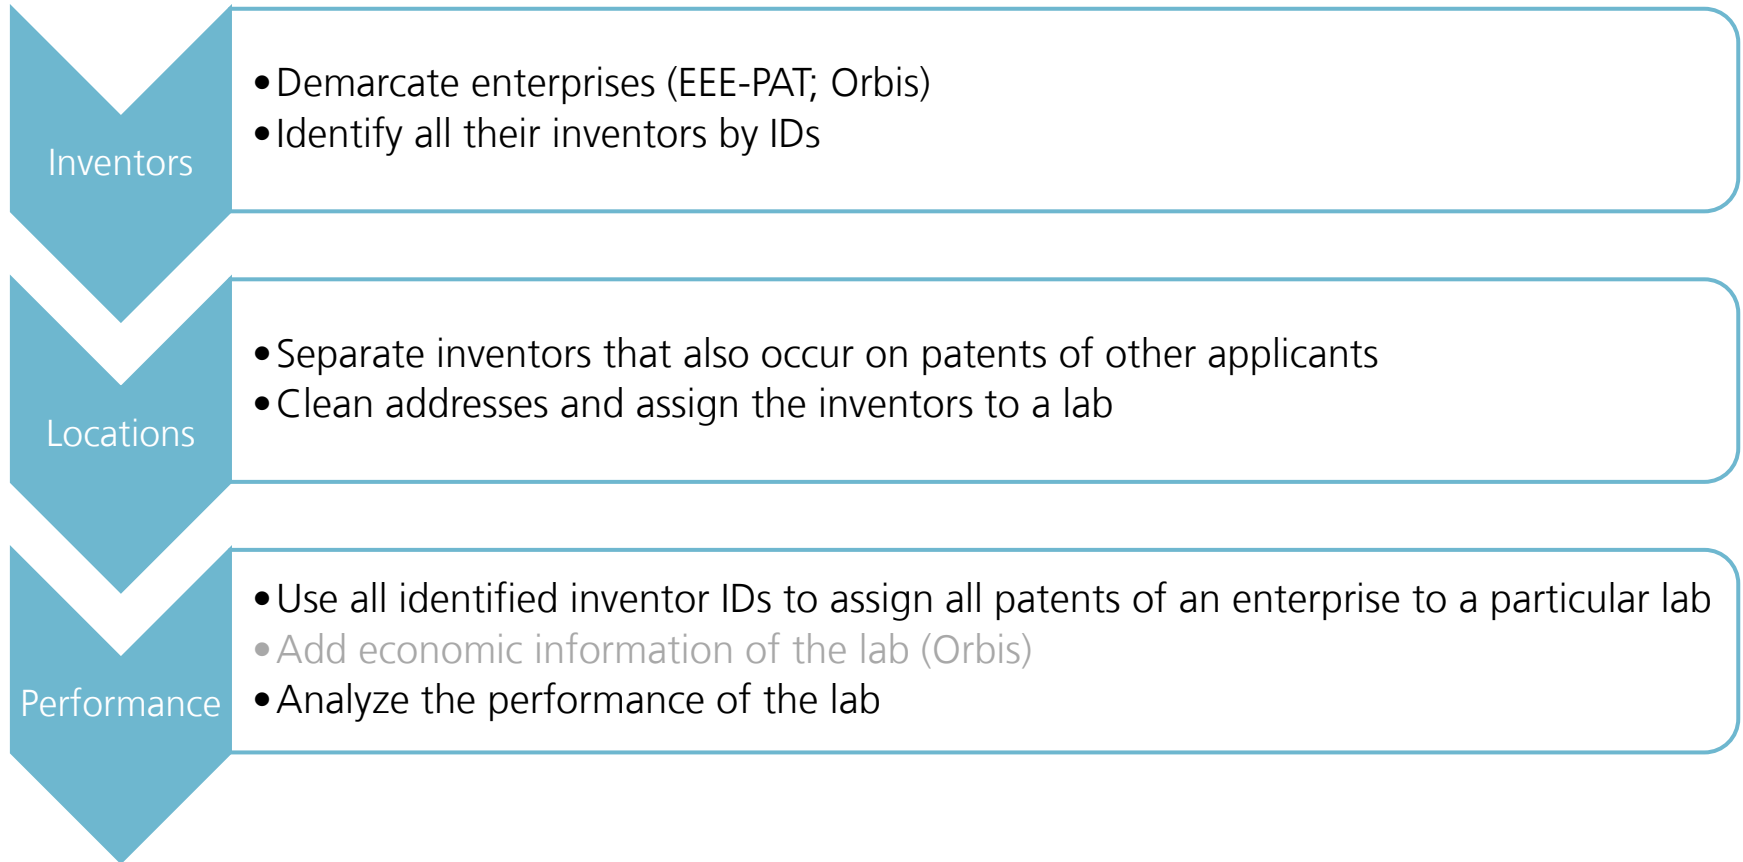 Inventors
•Demarcate enterprises (EEE-PAT; Orbis)
•Identify all their inventors by IDs
Locations
•Separate inventors that also occur on patents of other applicants
•Clean addresses and assign the inventors to a lab
Performance
•Use all identified inventor IDs to assign all patents of an enterprise to a particular lab
•Add economic information of the lab (Orbis)
•Analyze the performance of the lab